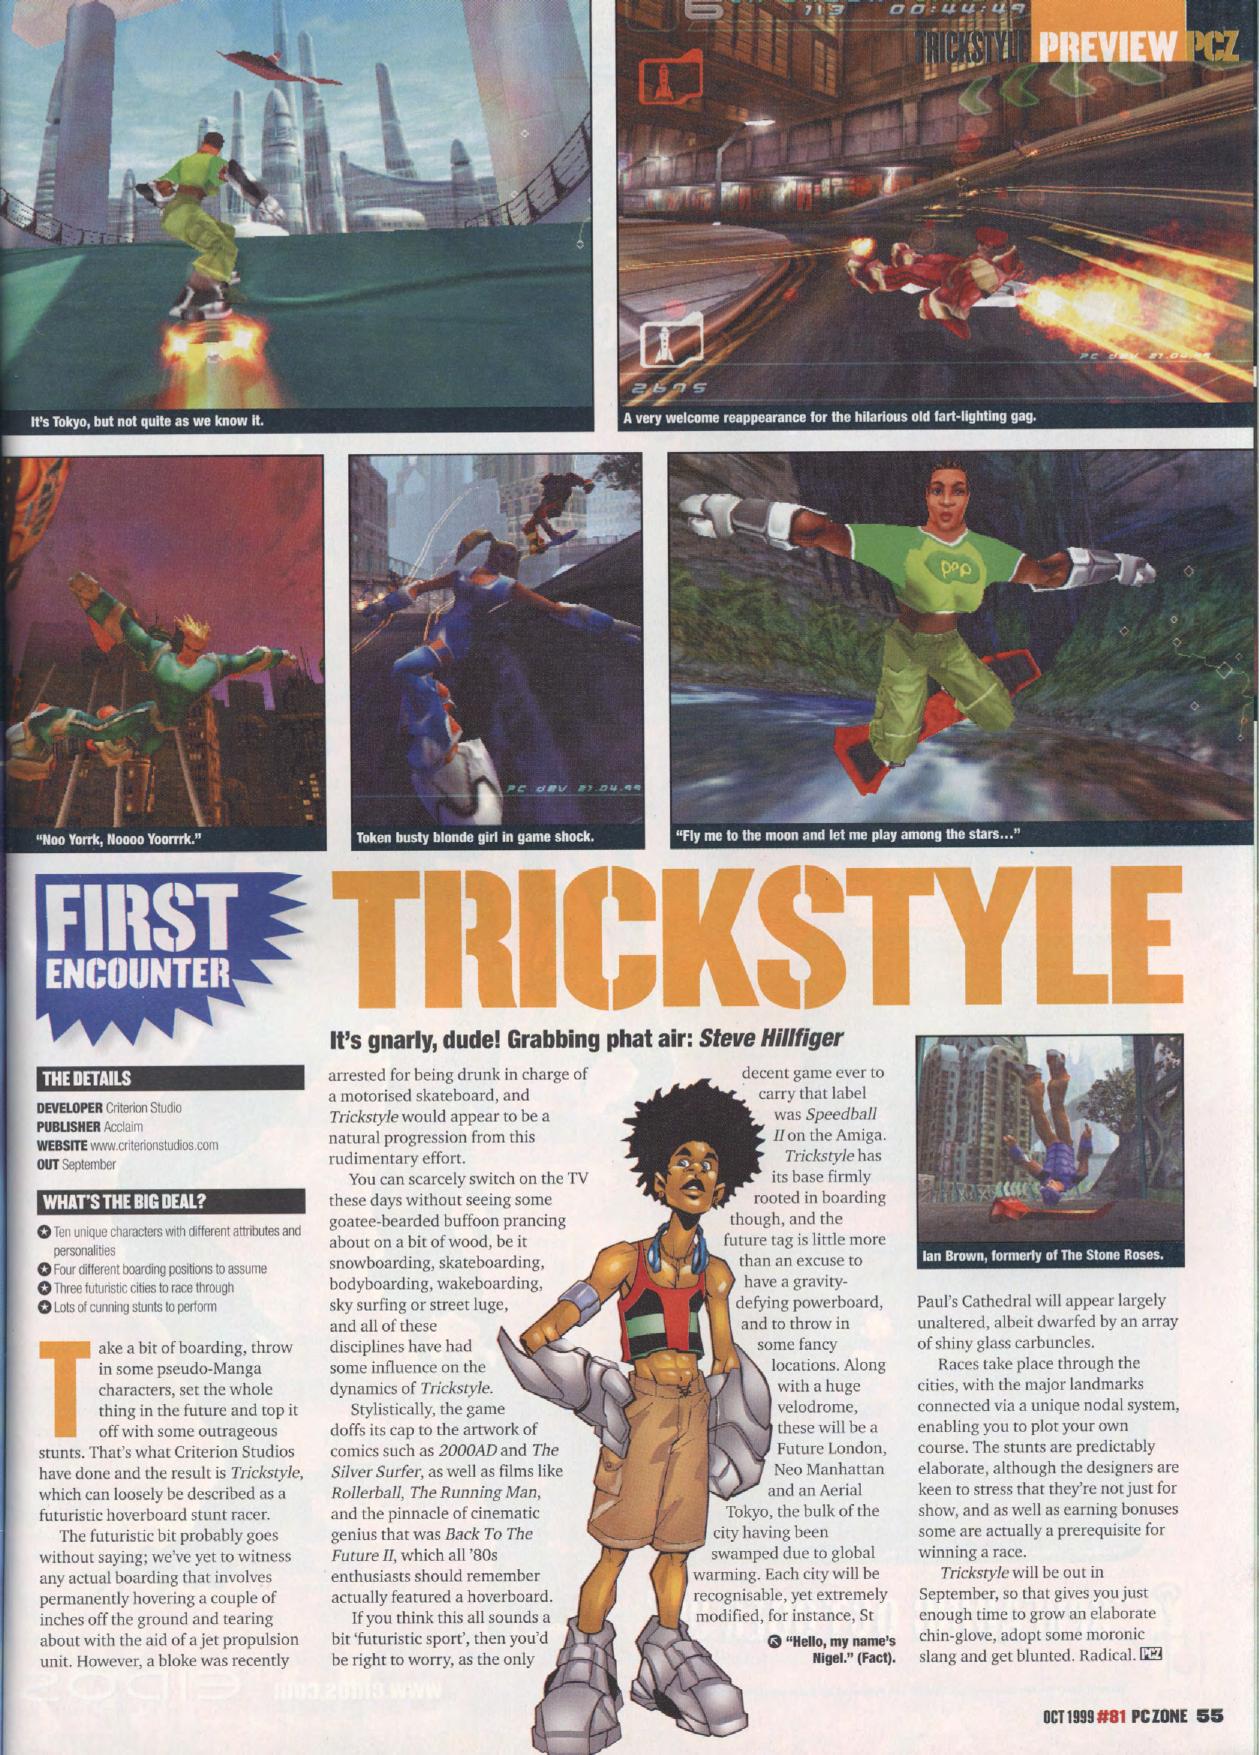 113 00:44:49
TRICKSTYLE PREVIEW PCZ
2675
PC dev 27.04.99
It's Tokyo, but not quite as we know it.
A very welcome reappearance for the hilarious old fart-lighting gag.
PC dev 27.04.99
pop
"Noo Yorrk, Noooo Yoorrrk."
Token busty blonde girl in game shock.
"Fly me to the moon and let me play among the stars..."
FIRST
ENCOUNTER
TRICKSTYLE
It's gnarly, dude! Grabbing phat air: Steve Hillfiger
THE DETAILS
DEVELOPER Criterion Studio
PUBLISHER Acclaim
WEBSITE www.criterionstudios.com
OUT September
WHAT'S THE BIG DEAL?
Ten unique characters with different attributes and
personalities
Four different boarding positions to assume
Three futuristic cities to race through
Lots of cunning stunts to perform
Take a bit of boarding, throw
in some pseudo-Manga
characters, set the whole
thing in the future and top it
off with some outrageous
stunts. That's what Criterion Studios
have done and the result is Trickstyle,
which can loosely be described as a
futuristic hoverboard stunt racer.
The futuristic bit probably goes
without saying; we've yet to witness
any actual boarding that involves
permanently hovering a couple of
inches off the ground and tearing
about with the aid of a jet propulsion
unit. However, a bloke was recently
arrested for being drunk in charge of
a motorised skateboard, and
Trickstyle would appear to be a
natural progression from this
rudimentary effort.
You can scarcely switch on the TV
these days without seeing some
goatee-bearded buffoon prancing
about on a bit of wood, be it
snowboarding, skateboarding,
bodyboarding, wakeboarding,
sky surfing or street luge,
and all of these
disciplines have had
some influence on the
dynamics of Trickstyle.
Stylistically, the game
doffs its cap to the artwork of
comics such as 2000AD and The
Silver Surfer, as well as films like
Rollerball, The Running Man,
and the pinnacle of cinematic
genius that was Back To The
Future II, which all '80s
enthusiasts should remember
actually featured a hoverboard.
If you think this all sounds a
bit 'futuristic sport', then you'd
be right to worry, as the only
decent game ever to
carry that label
was Speedball
II on the Amiga.
Trickstyle has
its base firmly
rooted in boarding
though, and the
future tag is little more
than an excuse to
have a gravity-
defying powerboard,
and to throw in
some fancy
locations. Along
with a huge
velodrome,
these will be a
Future London,
Neo Manhattan
and an Aerial
Tokyo, the bulk of the
city having been
swamped due to global
warming. Each city will be
recognisable, yet extremely
modified, for instance, St
"Hello, my name's
Nigel." (Fact).
Ian Brown, formerly of The Stone Roses.
Paul's Cathedral will appear largely
unaltered, albeit dwarfed by an array
of shiny glass carbuncles.
Races take place through the
cities, with the major landmarks
connected via a unique nodal system,
enabling you to plot your own
course. The stunts are predictably
elaborate, although the designers are
keen to stress that they're not just for
show, and as well as earning bonuses
some are actually a prerequisite for
winning a race.
Trickstyle will be out in
September, so that gives you just
enough time to grow an elaborate
chin-glove, adopt some moronic
slang and get blunted. Radical. PCZ
OCT 1999 #81 PC ZONE 55